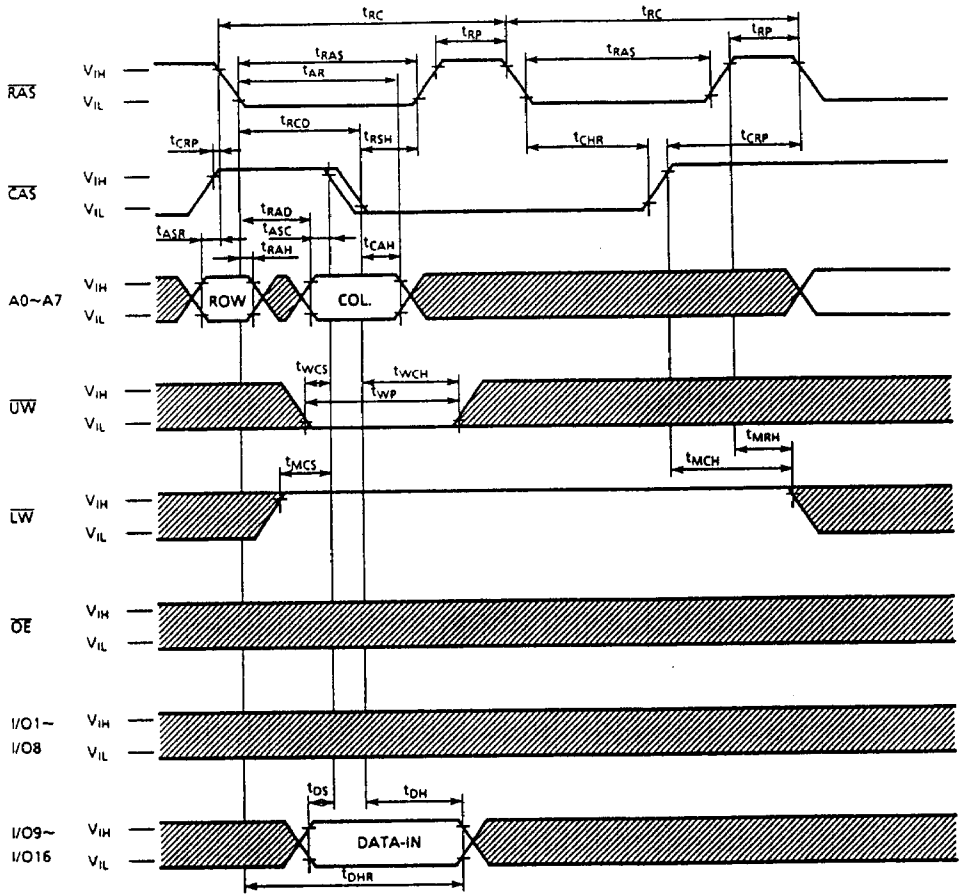 tRC tRC
tRP tRP
tRAS tRAS
tAR
RAS VIH
VIL
tRCD tRSH
tCRP tCHR tCRP
CAS VIH
VIL
tRAD
tASR tASC
tRAH tCAH
A0~A7 VIH
VIL
ROW COL.
tWCS tWCH
tWP
UW VIH
VIL
tMRH
tMCS tMCH
LW VIH
VIL
OE VIH
VIL
I/O1~ VIH
I/O8 VIL
tDS tDH
I/O9~ VIH
I/O16 VIL
DATA-IN
tDHR